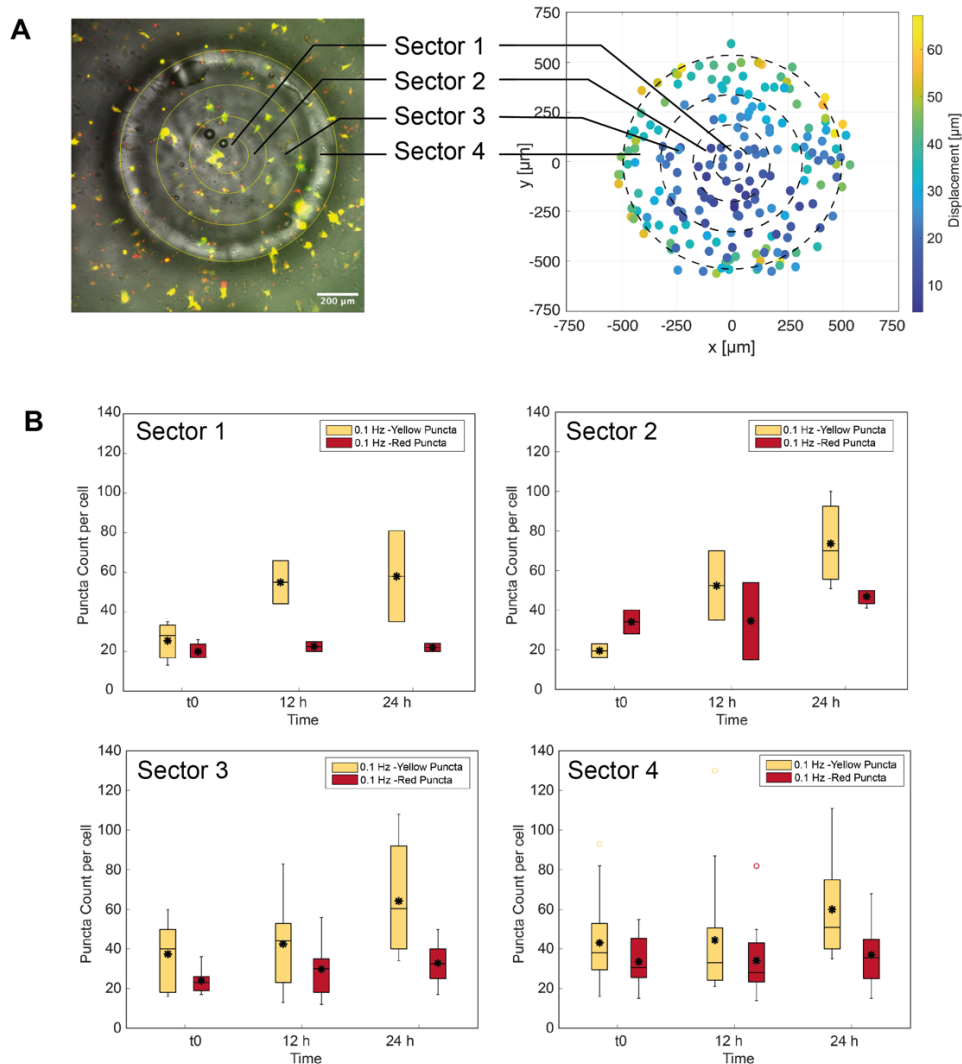 A
Sector 1
Sector 2
Sector 3
Sector 4
200 µm
750
500
250
0
-250
-500
-750
y [µm]
-750 -500 -250 0 250 500 750
x [µm]
60
50
40
30
20
10
Displacement [µm]
B
Sector 1
0.1 Hz -Yellow Puncta
0.1 Hz -Red Puncta
140
120
100
80
60
40
20
0
Puncta Count per cell
t0 12 h 24 h
Time
Sector 2
0.1 Hz -Yellow Puncta
0.1 Hz -Red Puncta
140
120
100
80
60
40
20
0
Puncta Count per cell
t0 12 h 24 h
Time
Sector 3
0.1 Hz -Yellow Puncta
0.1 Hz -Red Puncta
140
120
100
80
60
40
20
0
Puncta Count per cell
t0 12 h 24 h
Time
Sector 4
0.1 Hz -Yellow Puncta
0.1 Hz -Red Puncta
140
120
100
80
60
40
20
0
Puncta Count per cell
t0 12 h 24 h
Time